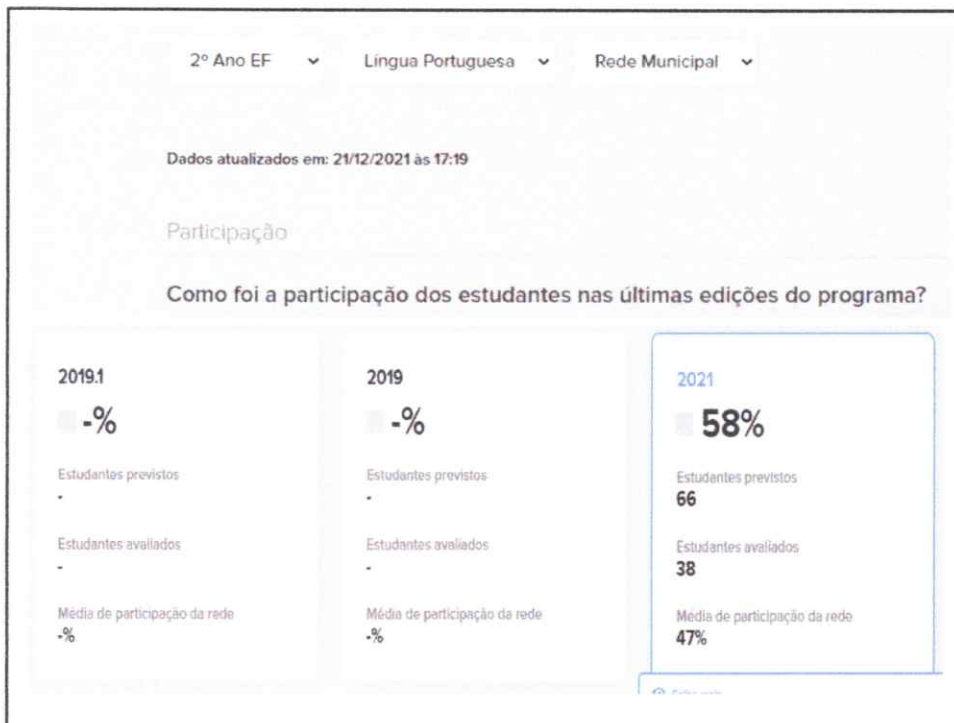 2º Ano EF
Língua Portuguesa
Rede Municipal
Dados atualizados em: 21/12/2021 às 17:19
Participação
Como foi a participação dos estudantes nas últimas edições do programa?
2019.1
-%
Estudantes previstos
-
Estudantes avaliados
-
Média de participação da rede
-%
2019
-%
Estudantes previstos
-
Estudantes avaliados
-
Média de participação da rede
-%
2021
58%
Estudantes previstos
66
Estudantes avaliados
38
Média de participação da rede
47%